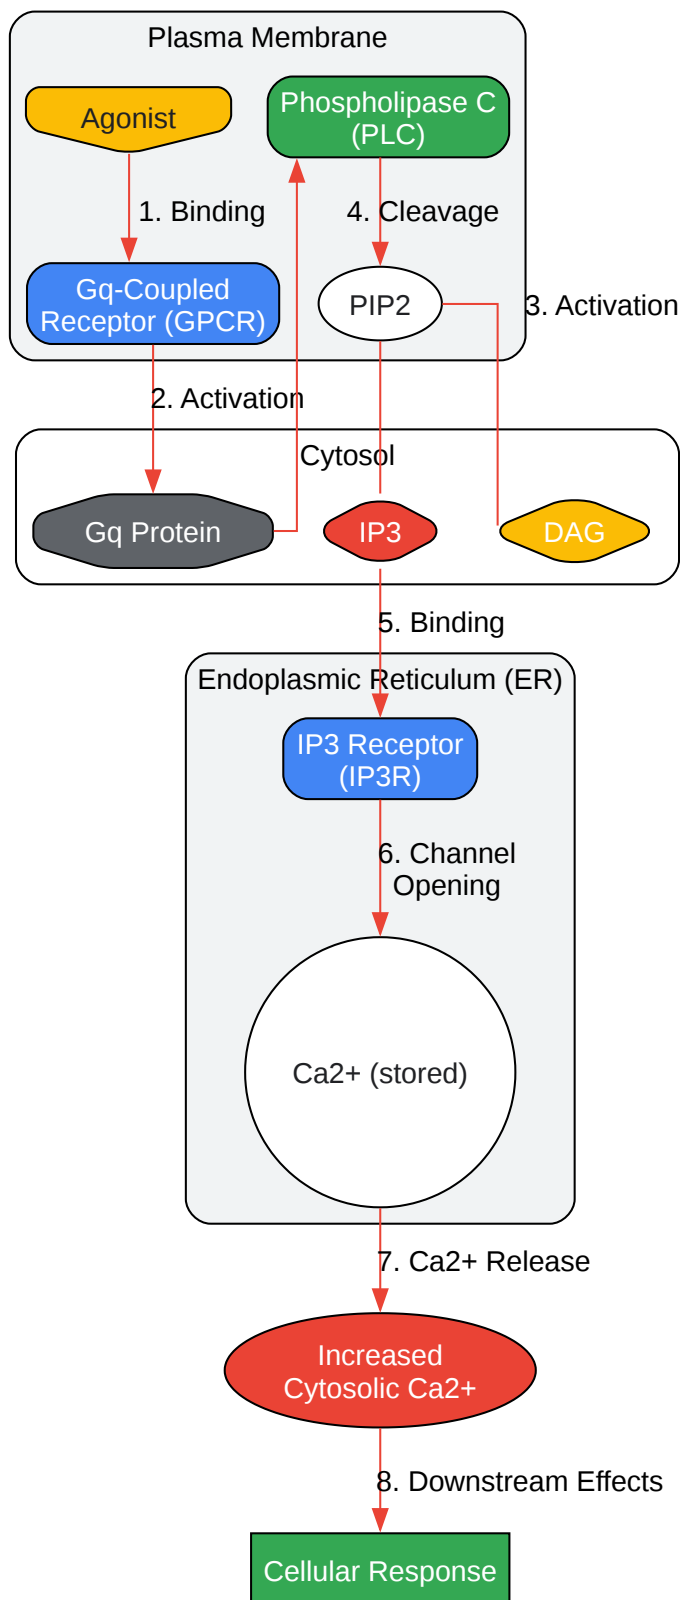 Plasma Membrane
Agonist
Phospholipase C
(PLC)
1. Binding
4. Cleavage
Gq-Coupled
Receptor (GPCR)
PIP2
3. Activation
2. Activation
Cytosol
Gq Protein
IP3
DAG
5. Binding
Endoplasmic Reticulum (ER)
IP3 Receptor
(IP3R)
6. Channel
Opening
Ca2+ (stored)
7. Ca2+ Release
Increased
Cytosolic Ca2+
8. Downstream Effects
Cellular Response